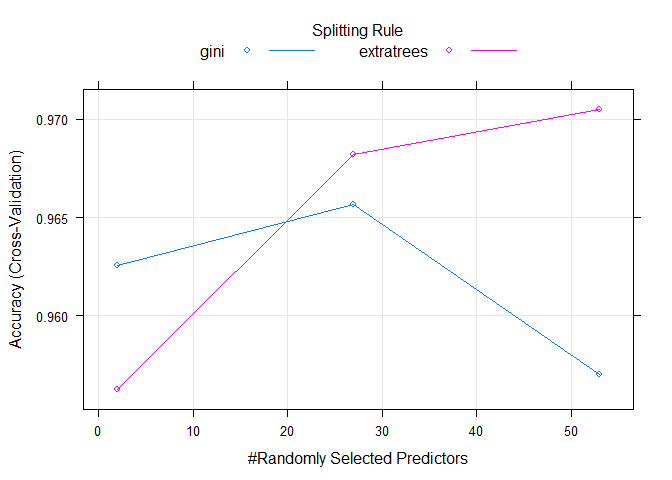 Splitting Rule
gini extratrees
Accuracy (Cross-Validation)
0.970
0.965
0.960
0 10 20 30 40 50
#Randomly Selected Predictors